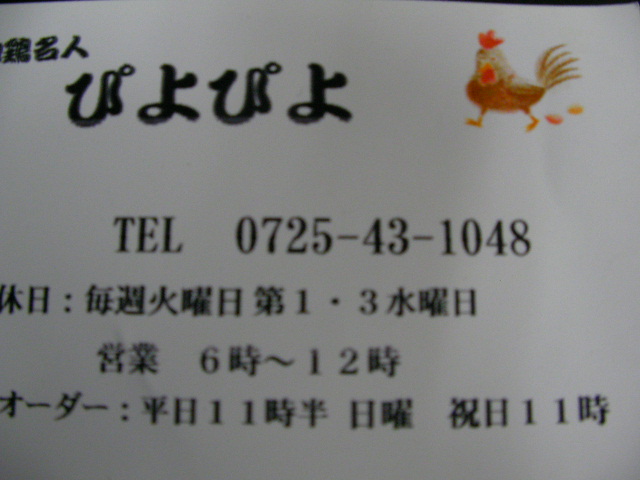 鶏名人
ぴよぴよ
TEL 0725-43-1048
休日：毎週火曜日 第１・３水曜日
営業 ６時～１２時
オーダー：平日１１時半 日曜 祝日１１時